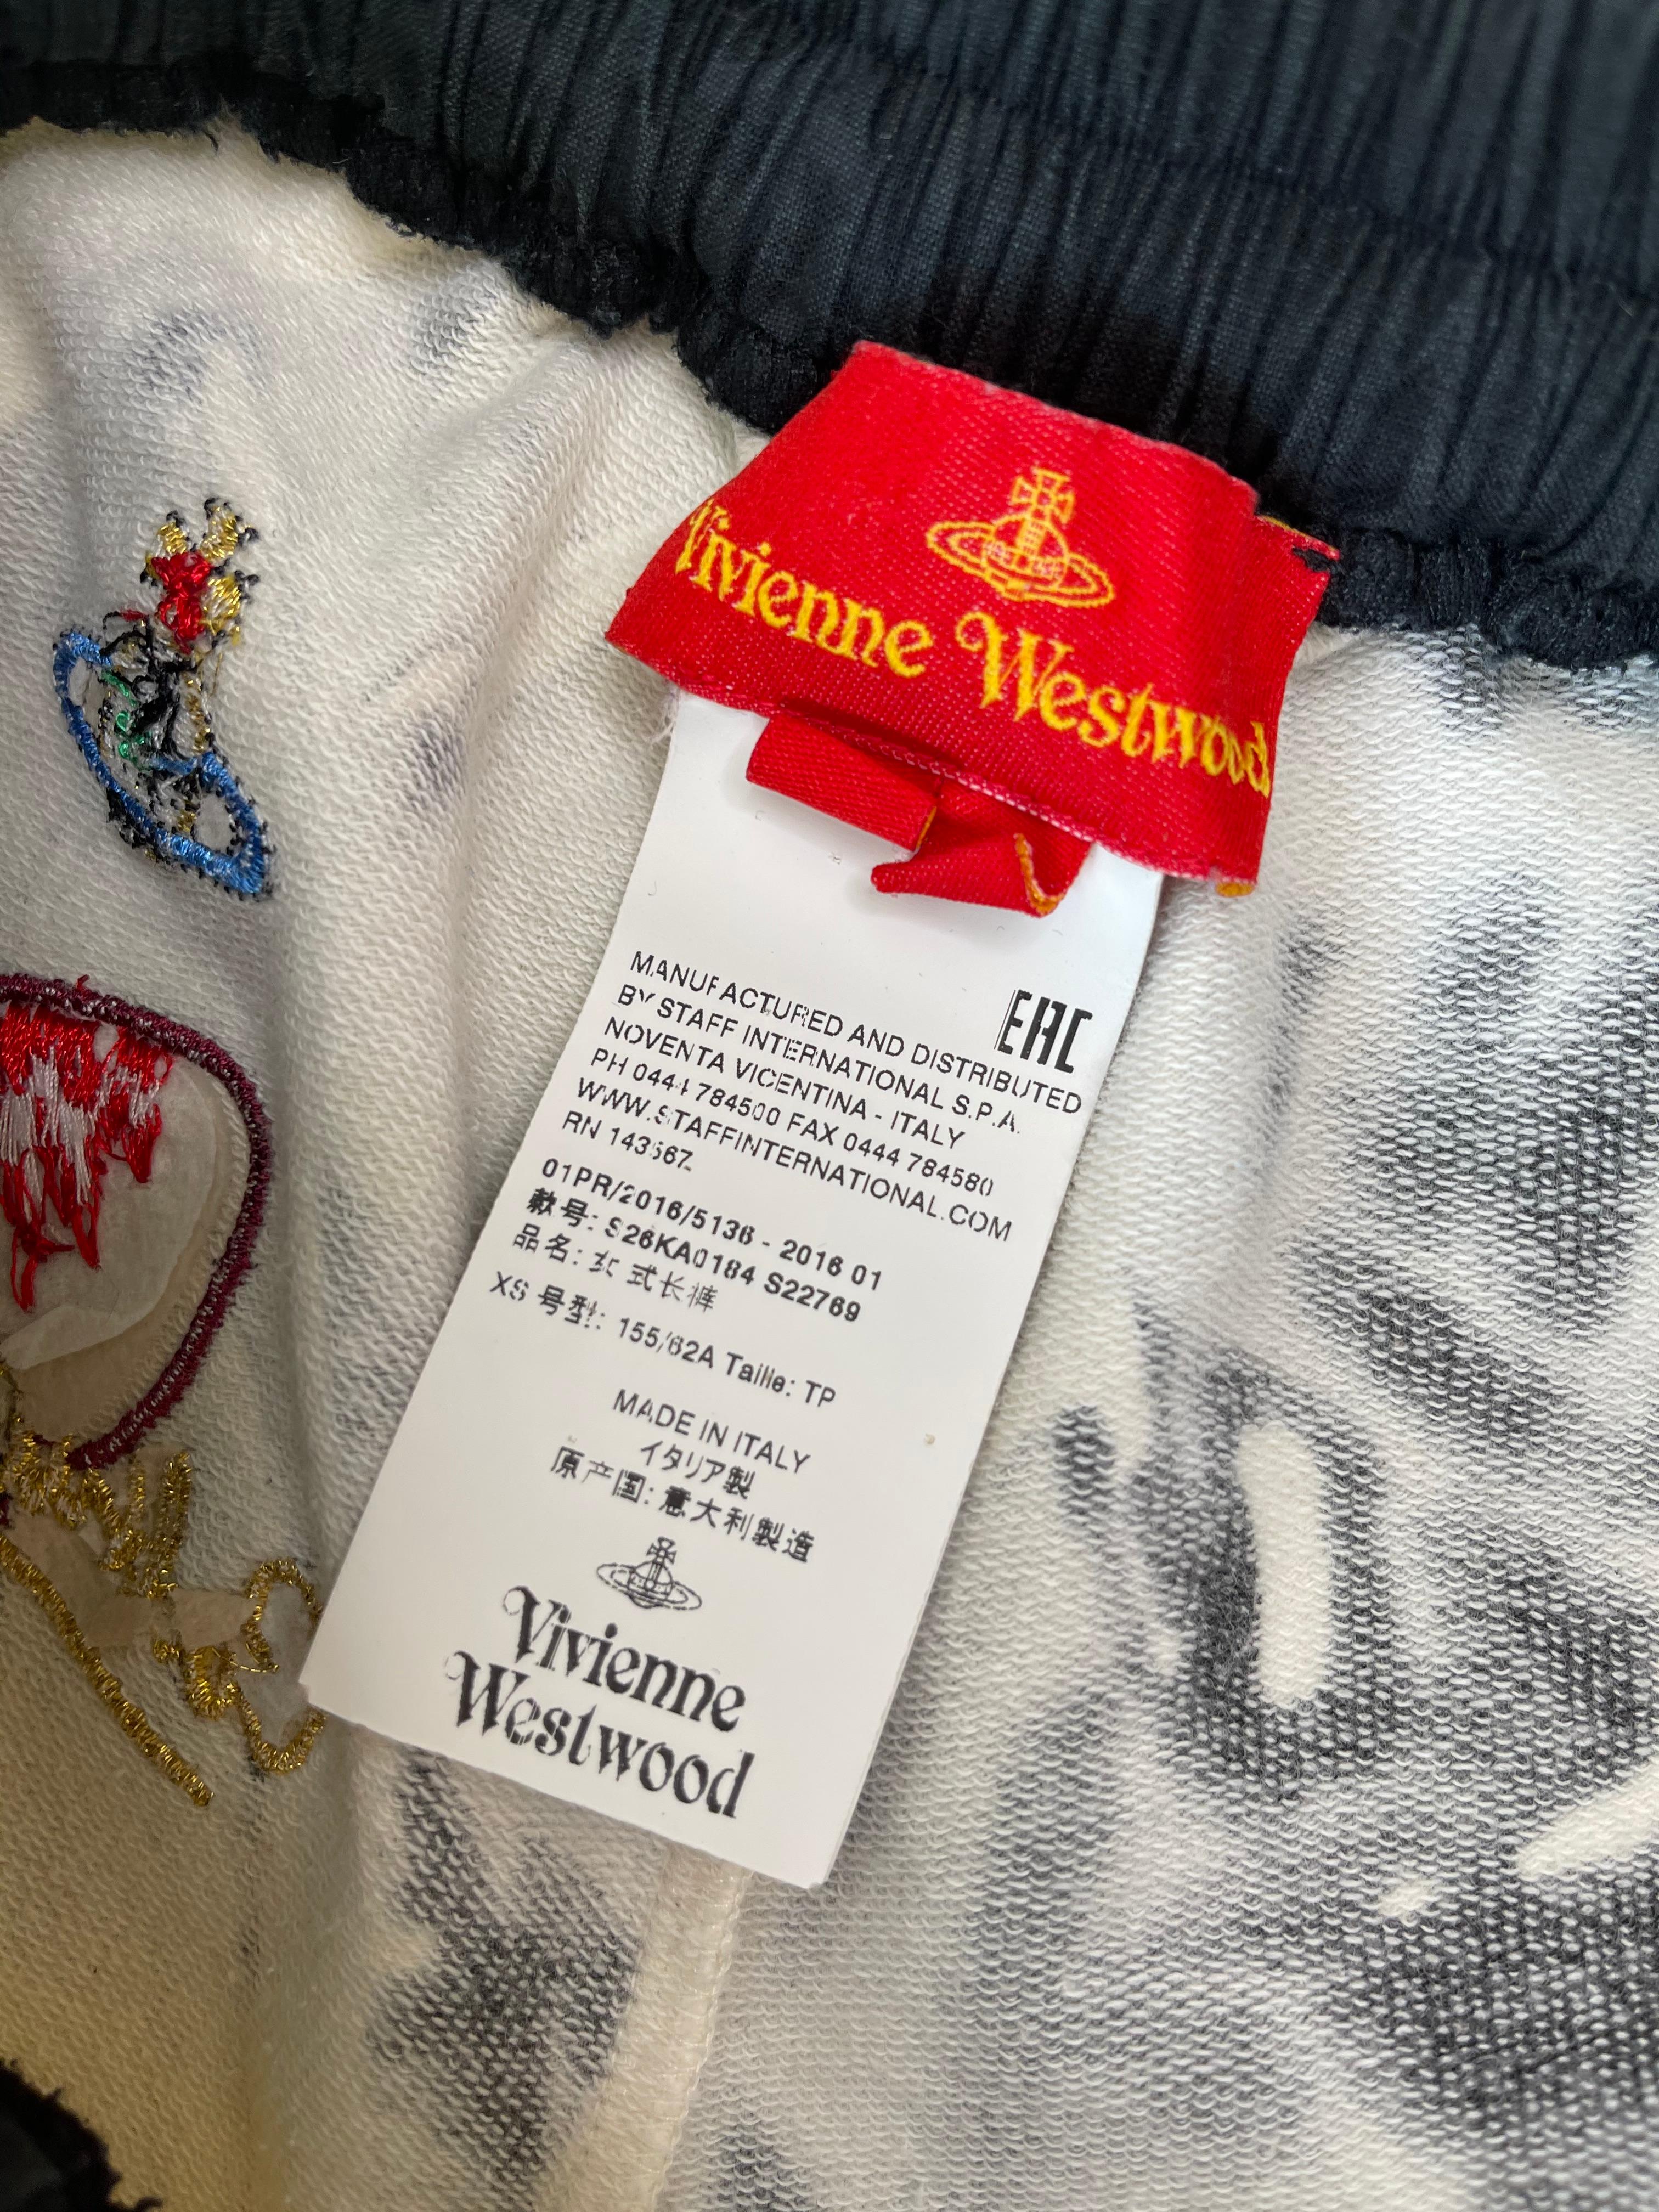 Vivienne Westwood
EAC
MANUFACTURED AND DISTRIBUTED
BY STAFF INTERNATIONAL S.P.A.
NOVENTA VICENTINA - ITALY
PH 0444 784500 FAX 0444 784580
WWW.STAFFINTERNATIONAL.COM
RN 143567
01PR/2016/5136 - 2016 01
款号: S26KA0184 S22769
品名: 女式长裤
XS 号型: 155/62A Taille: TP
MADE IN ITALY
イタリア製
原产国: 意大利製造
Vivienne
Westwood